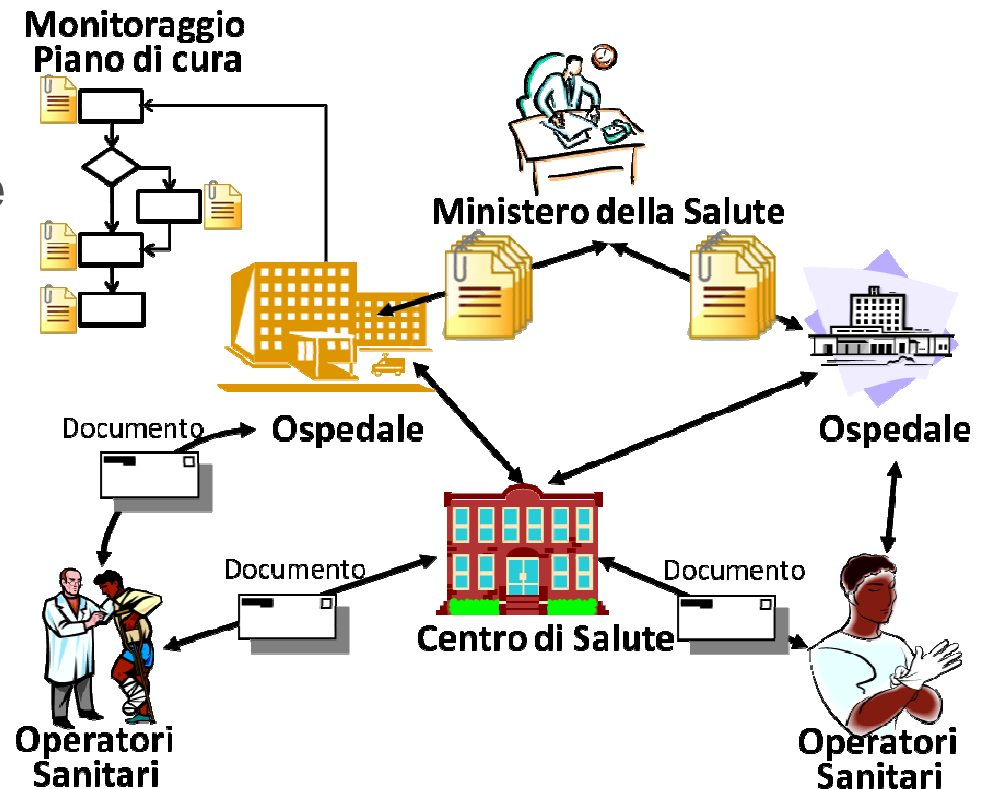 Monitoraggio
Piano di cura
e
Ministero della Salute
Documento
Ospedale
Ospedale
Documento
Documento
Centro di Salute
Operatori
Sanitari
Operatori
Sanitari